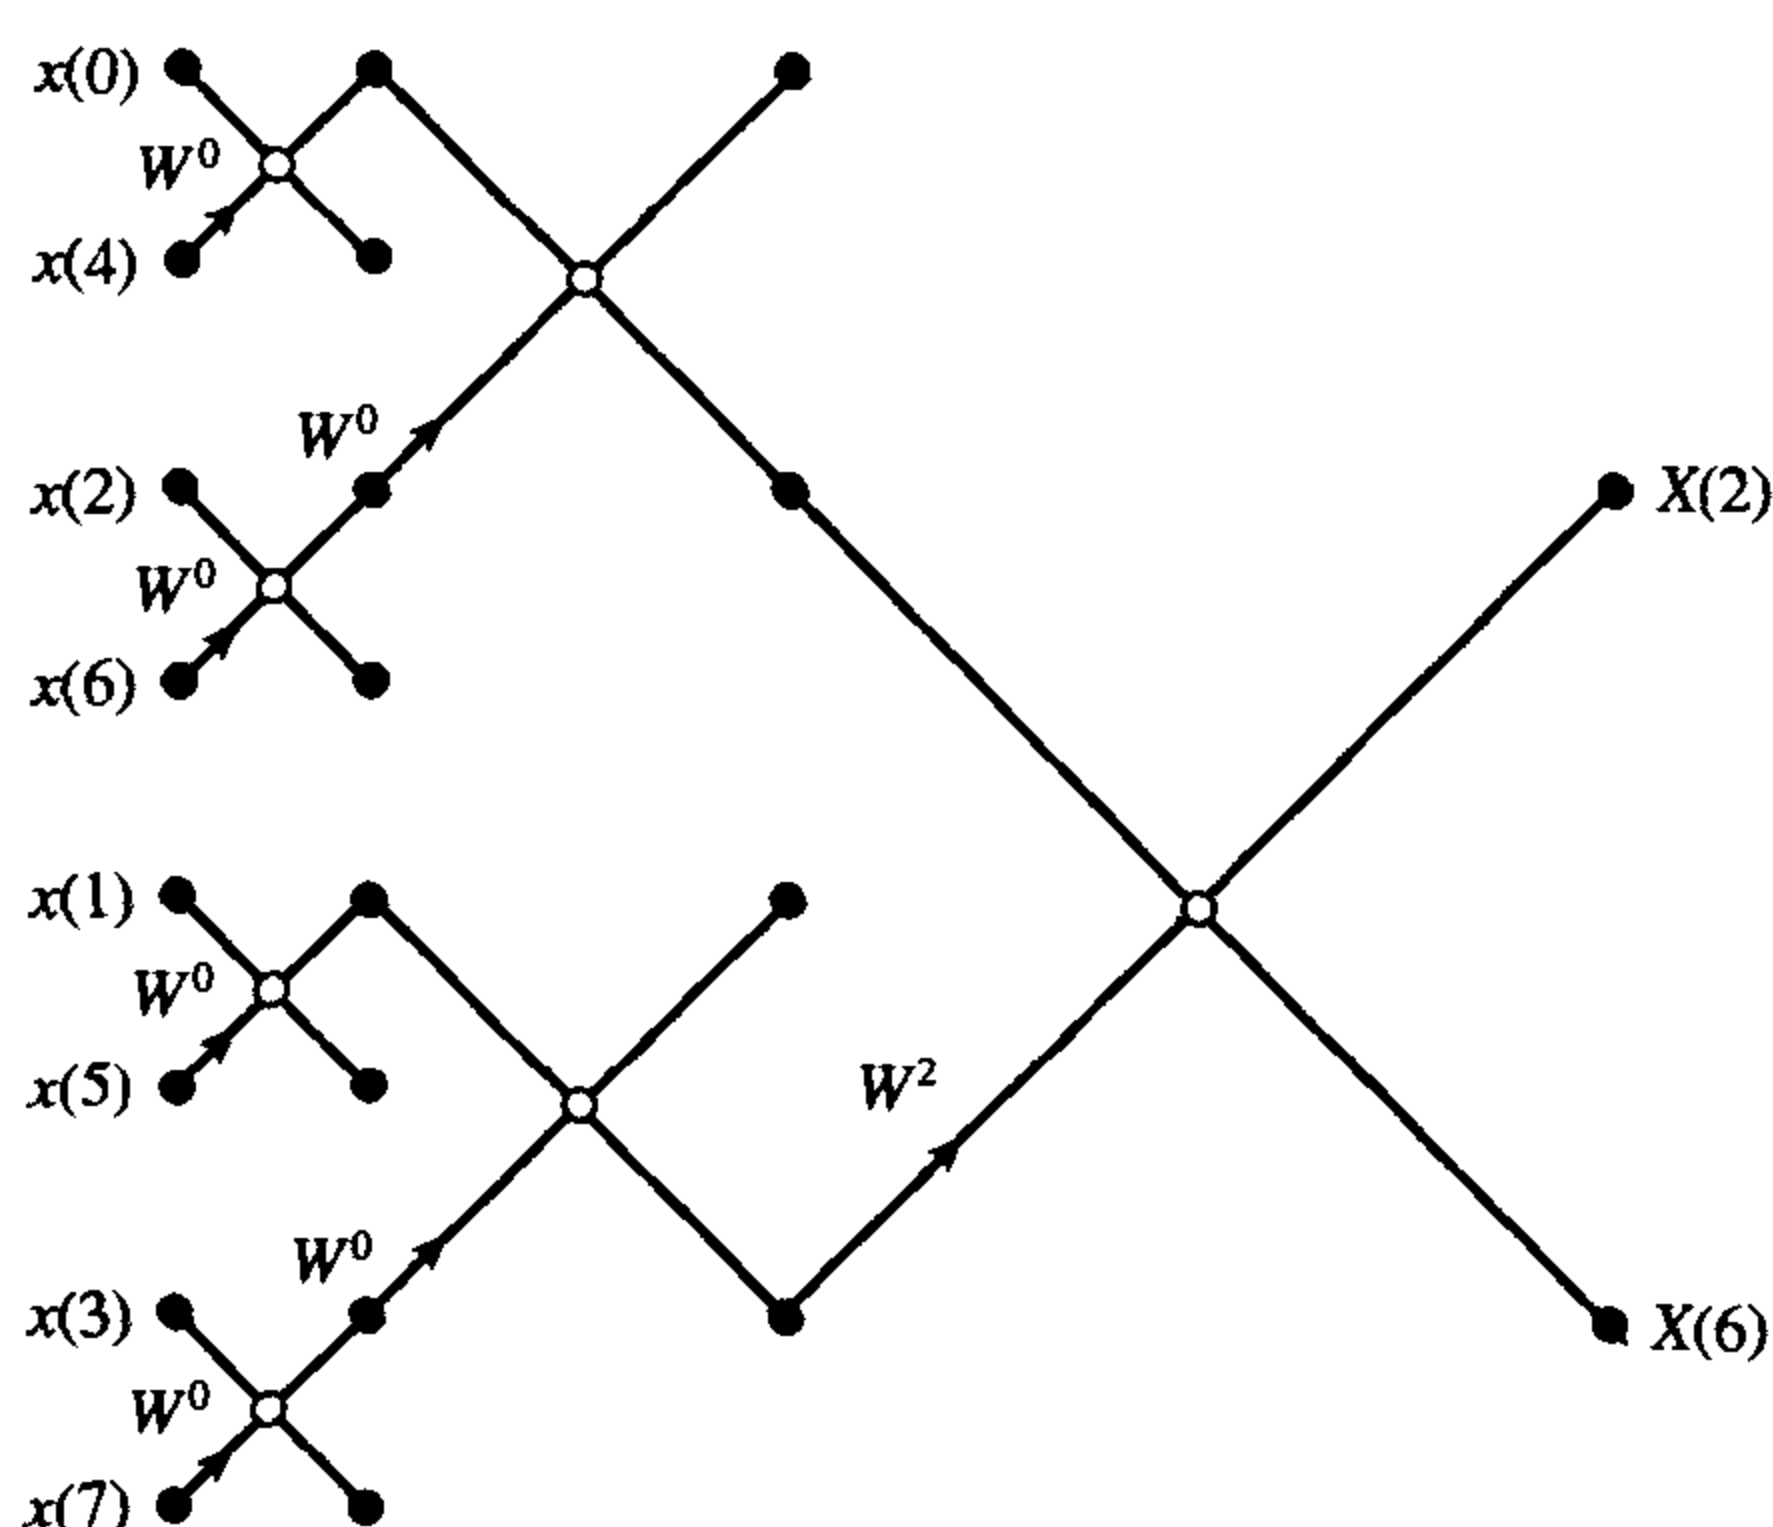 x(0)
W⁰
x(4)
W⁰
x(2)
X(2)
W⁰
x(6)
x(1)
W⁰
x(5)
W²
W⁰
x(3)
X(6)
W⁰
x(7)